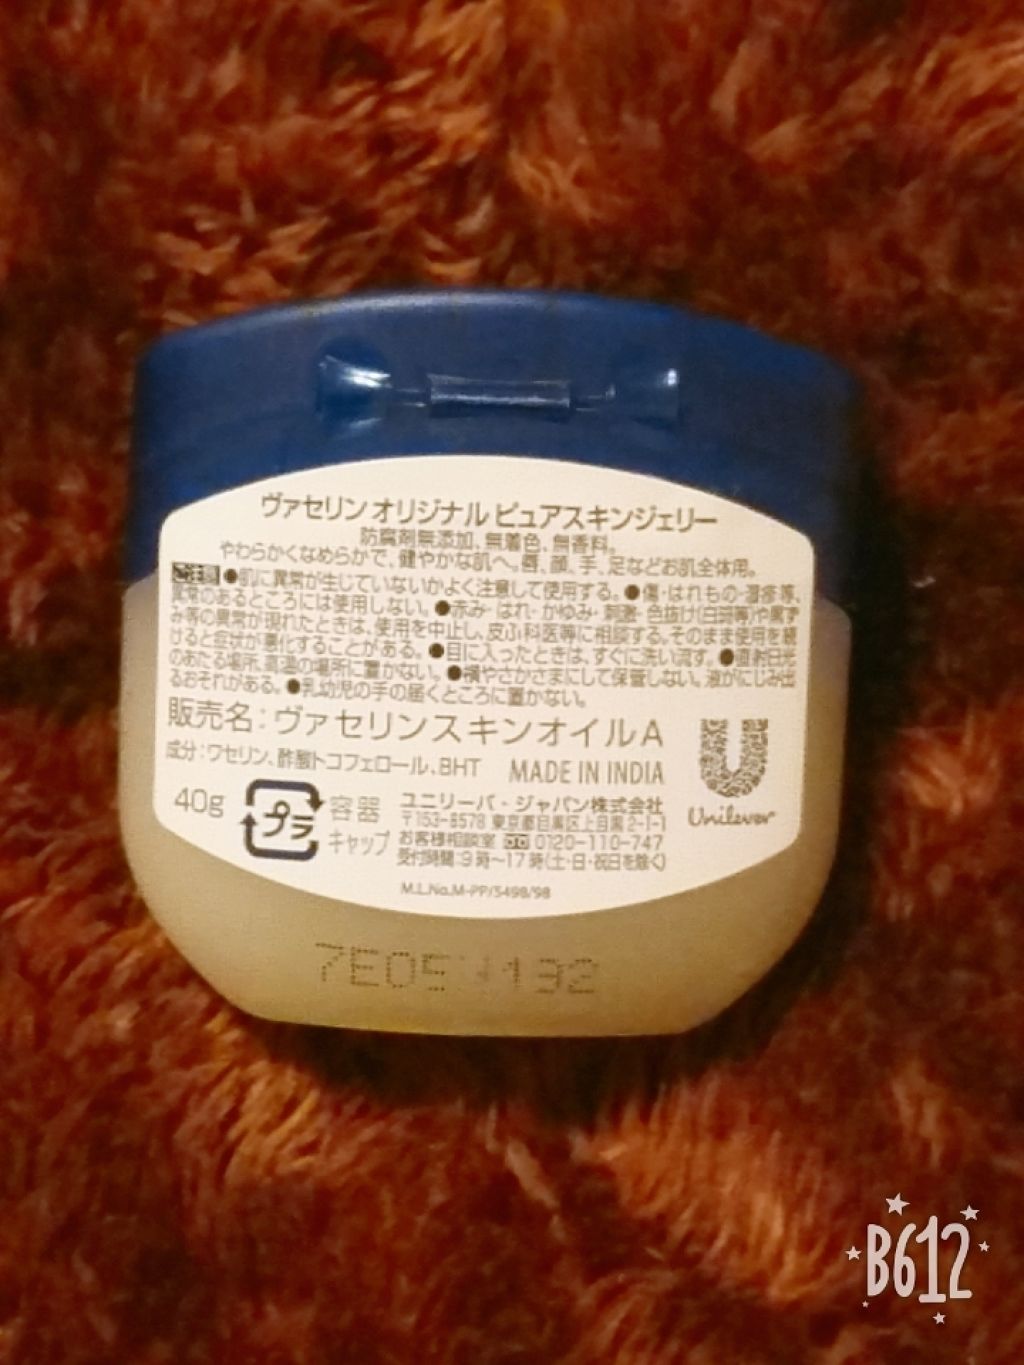 ヴァセリン オリジナル ピュアスキンジェリー
防腐剤無添加、無着色、無香料。
やわらかくなめらかで、健やかな肌へ。唇、顔、手、足などお肌全体用。
ご注意 ●肌に異常が生じていないかよく注意して使用する。●傷・はれもの・湿疹等、
異常のあるところには使用しない。●赤み・はれ・かゆみ・刺激・色抜け(白斑等)や黒ず
み等の異常が現れたときは、使用を中止し、皮ふ科医等に相談する。そのまま使用を続
けると症状が悪化することがある。●目に入ったときは、すぐに洗い流す。●直射日光
のあたる場所、高温の場所に置かない。●横やさかさまにして保管しない。液がにじみ出
るおそれがある。●乳幼児の手の届くところに置かない。
販売名：ヴァセリンスキンオイルA
成分：ワセリン、酢酸トコフェロール、BHT MADE IN INDIA
40g プラ 容器 キャップ
ユニリーバ・ジャパン株式会社
〒153-8578 東京都目黒区上目黒2-1-1
お客様相談室 0120-110-747
受付時間：9時～17時(土・日・祝日を除く)
Unilever
M.L.No.M-PP/5498/98
7E05 192
B612